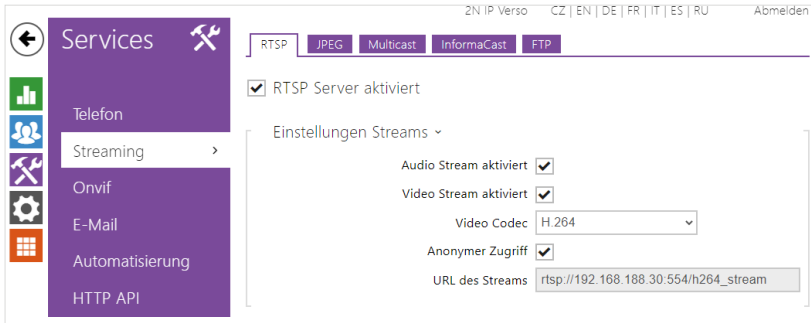 2N IP Verso CZ | EN | DE | FR | IT | ES | RU Abmelden
Services
RTSP JPEG Multicast InformaCast FTP
RTSP Server aktiviert
Telefon
Streaming
Onvif
E-Mail
Automatisierung
HTTP API
Einstellungen Streams
Audio Stream aktiviert
Video Stream aktiviert
Video Codec H.264
Anonymer Zugriff
URL des Streams rtsp://192.168.188.30:554/h264_stream